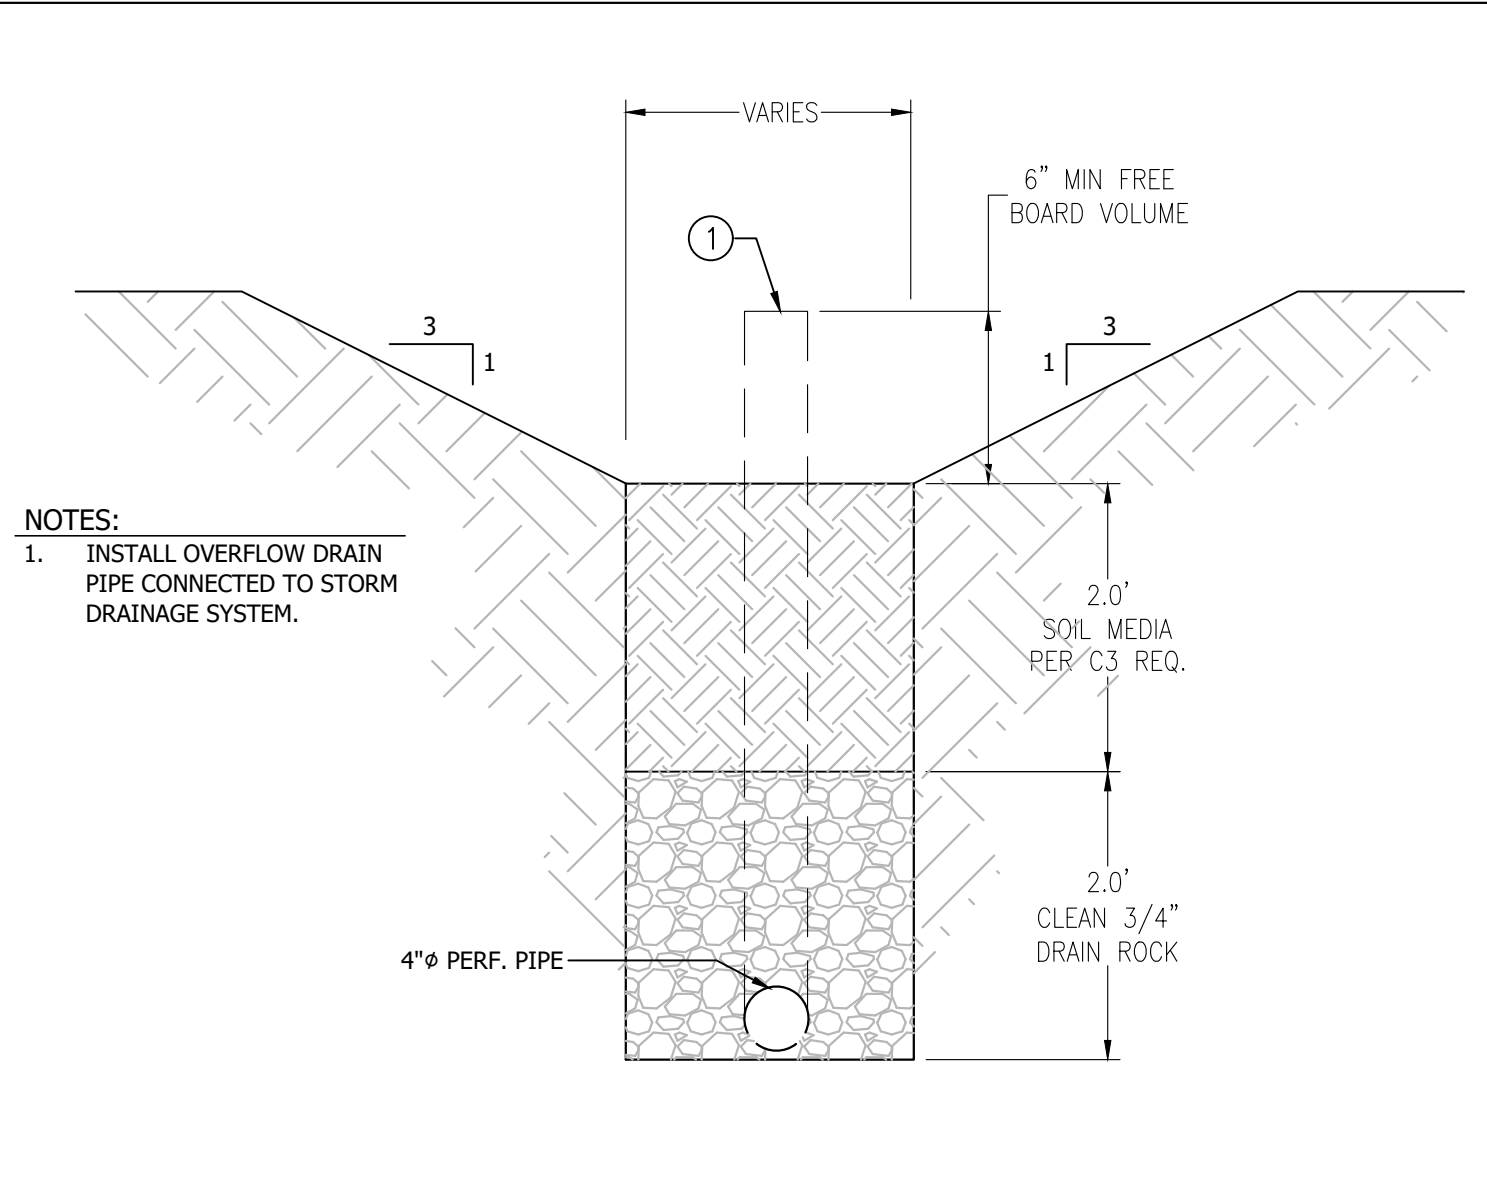 VARIES
6” MIN FREE
BOARD VOLUME
1
3
1
3
1
NOTES:
1. INSTALL OVERFLOW DRAIN
PIPE CONNECTED TO STORM
DRAINAGE SYSTEM.
2.0’
SOIL MEDIA
PER C3 REQ.
2.0’
CLEAN 3/4”
DRAIN ROCK
4"ø PERF. PIPE